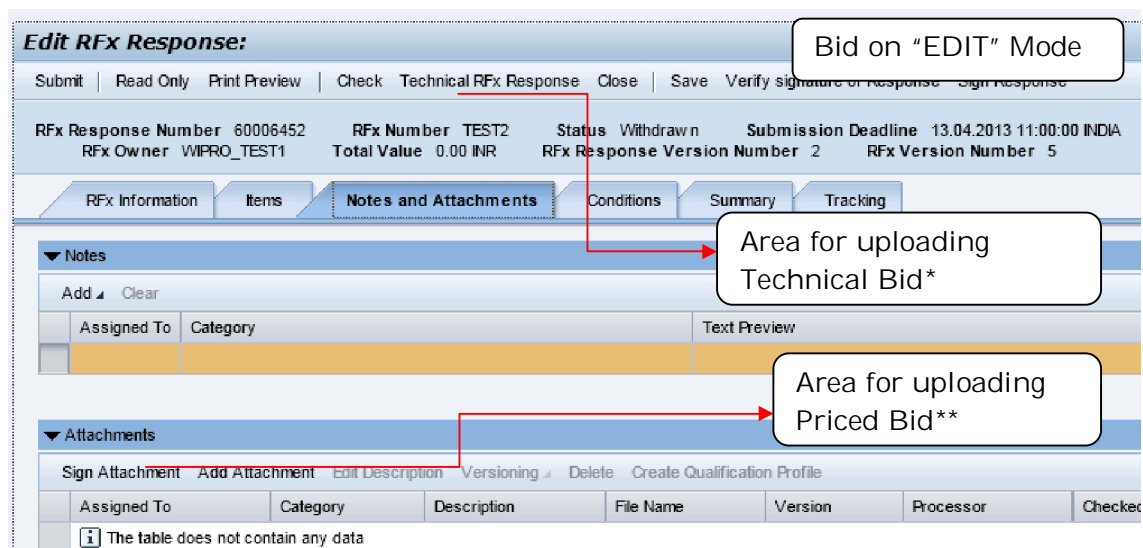 Edit RFx Response:
Bid on “EDIT” Mode
Submit Read Only Print Preview Check Technical RFx Response Close Save Verify signature of Response Sign Response
RFx Response Number 60006452 RFx Number TEST2 Status Withdrawn Submission Deadline 13.04.2013 11:00:00 INDIA
RFx Owner WIPRO_TEST1 Total Value 0.00 INR RFx Response Version Number 2 RFx Version Number 5
RFx Information Items Notes and Attachments Conditions Summary Tracking
Area for uploading
Technical Bid*
Notes
Add Clear
Assigned To Category Text Preview
Area for uploading
Priced Bid**
Attachments
Sign Attachment Add Attachment Edit Description Versioning Delete Create Qualification Profile
Assigned To Category Description File Name Version Processor Checked
The table does not contain any data